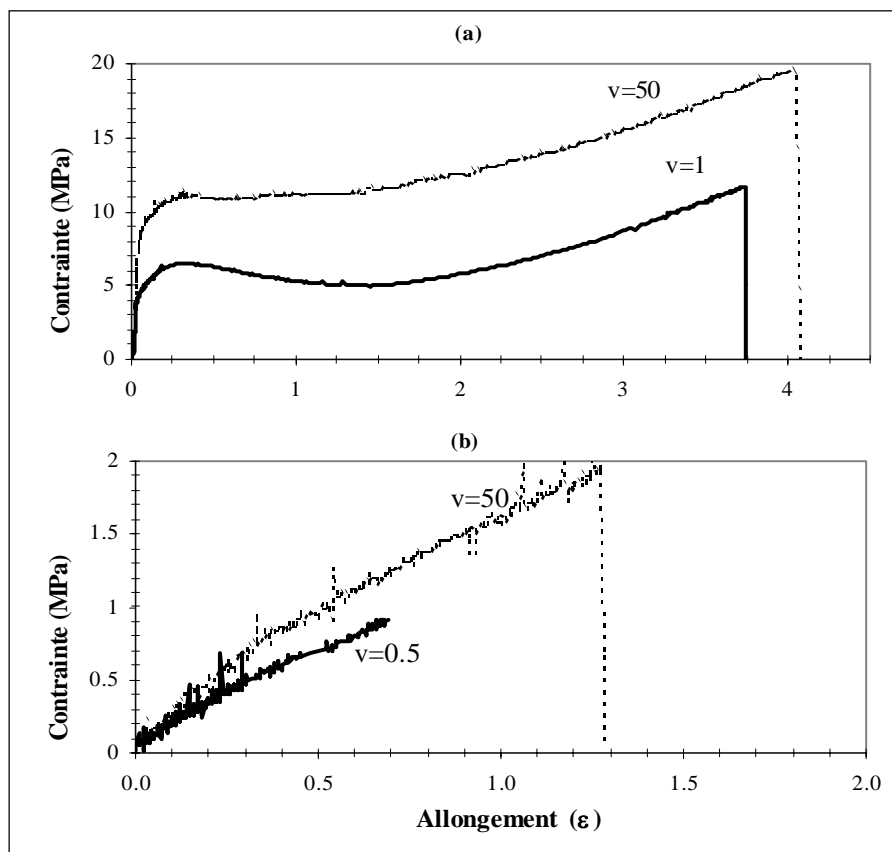 (a)
20
15
10
5
0
Contrainte (MPa)
v=50
v=1
0 1 2 3 4
(b)
2
1.5
1
0.5
0
Contrainte (MPa)
v=50
v=0.5
0.0 0.5 1.0 1.5 2.0
Allongement (ε)